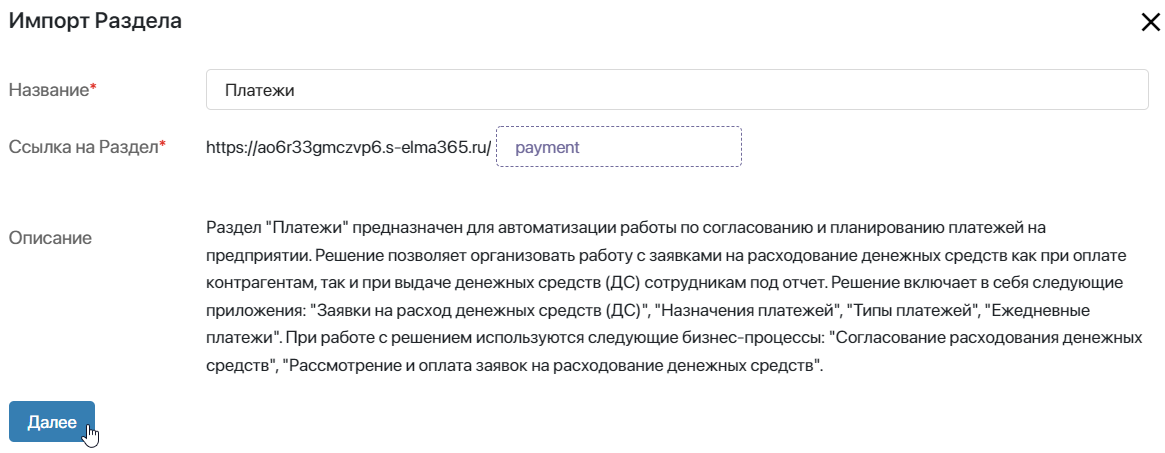 Импорт Раздела
Название*
Платежи
Ссылка на Раздел*
https://ao6r33gmczvp6.s-elma365.ru/ payment
Описание
Раздел "Платежи" предназначен для автоматизации работы по согласованию и планированию платежей на
предприятии. Решение позволяет организовать работу с заявками на расходование денежных средств как при оплате
контрагентам, так и при выдаче денежных средств (ДС) сотрудникам под отчет. Решение включает в себя следующие
приложения: "Заявки на расход денежных средств (ДС)", "Назначения платежей", "Типы платежей", "Ежедневные
платежи". При работе с решением используются следующие бизнес-процессы: "Согласование расходования денежных
средств", "Рассмотрение и оплата заявок на расходование денежных средств".
Далее